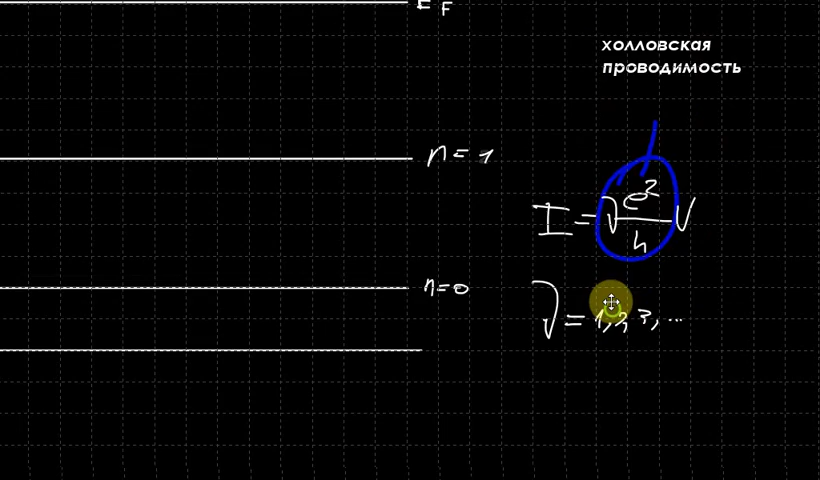 E F
холловская
проводимость
n = 1
I = ν e² / h V
n=0
ν = 1, 2, 3, ...